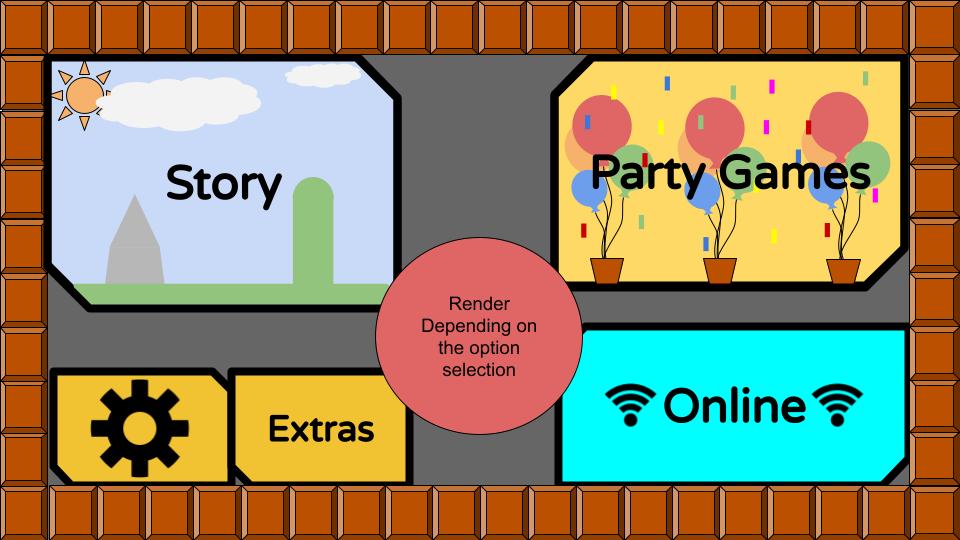 Story
Party Games
Render
Depending on
the option
selection
Extras
Online